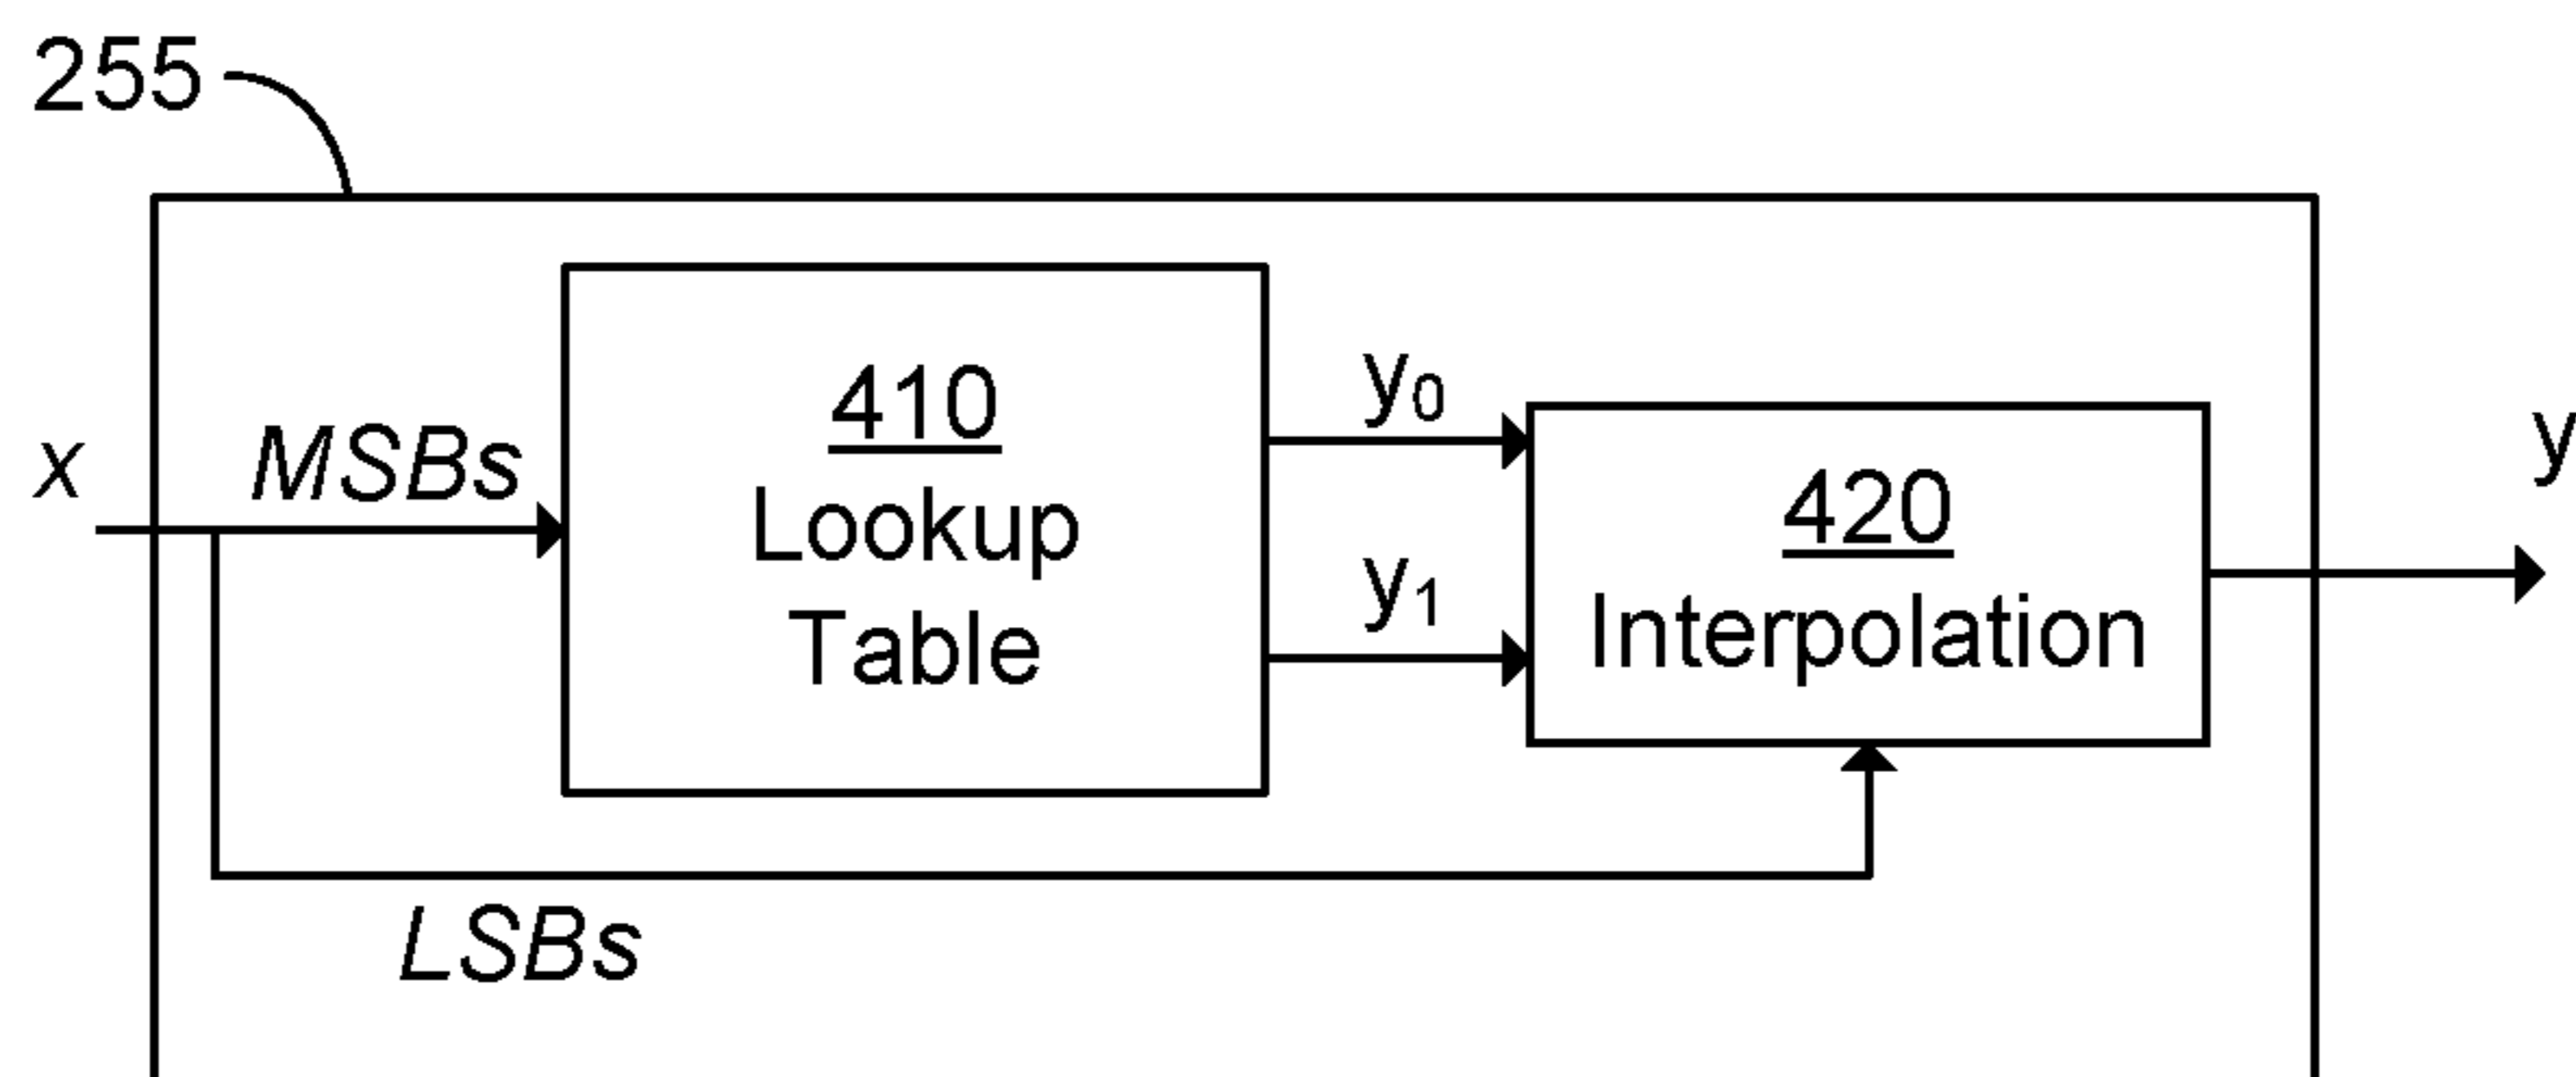 255
x
MSBs
410
Lookup
Table
y₀
y₁
420
Interpolation
y
LSBs